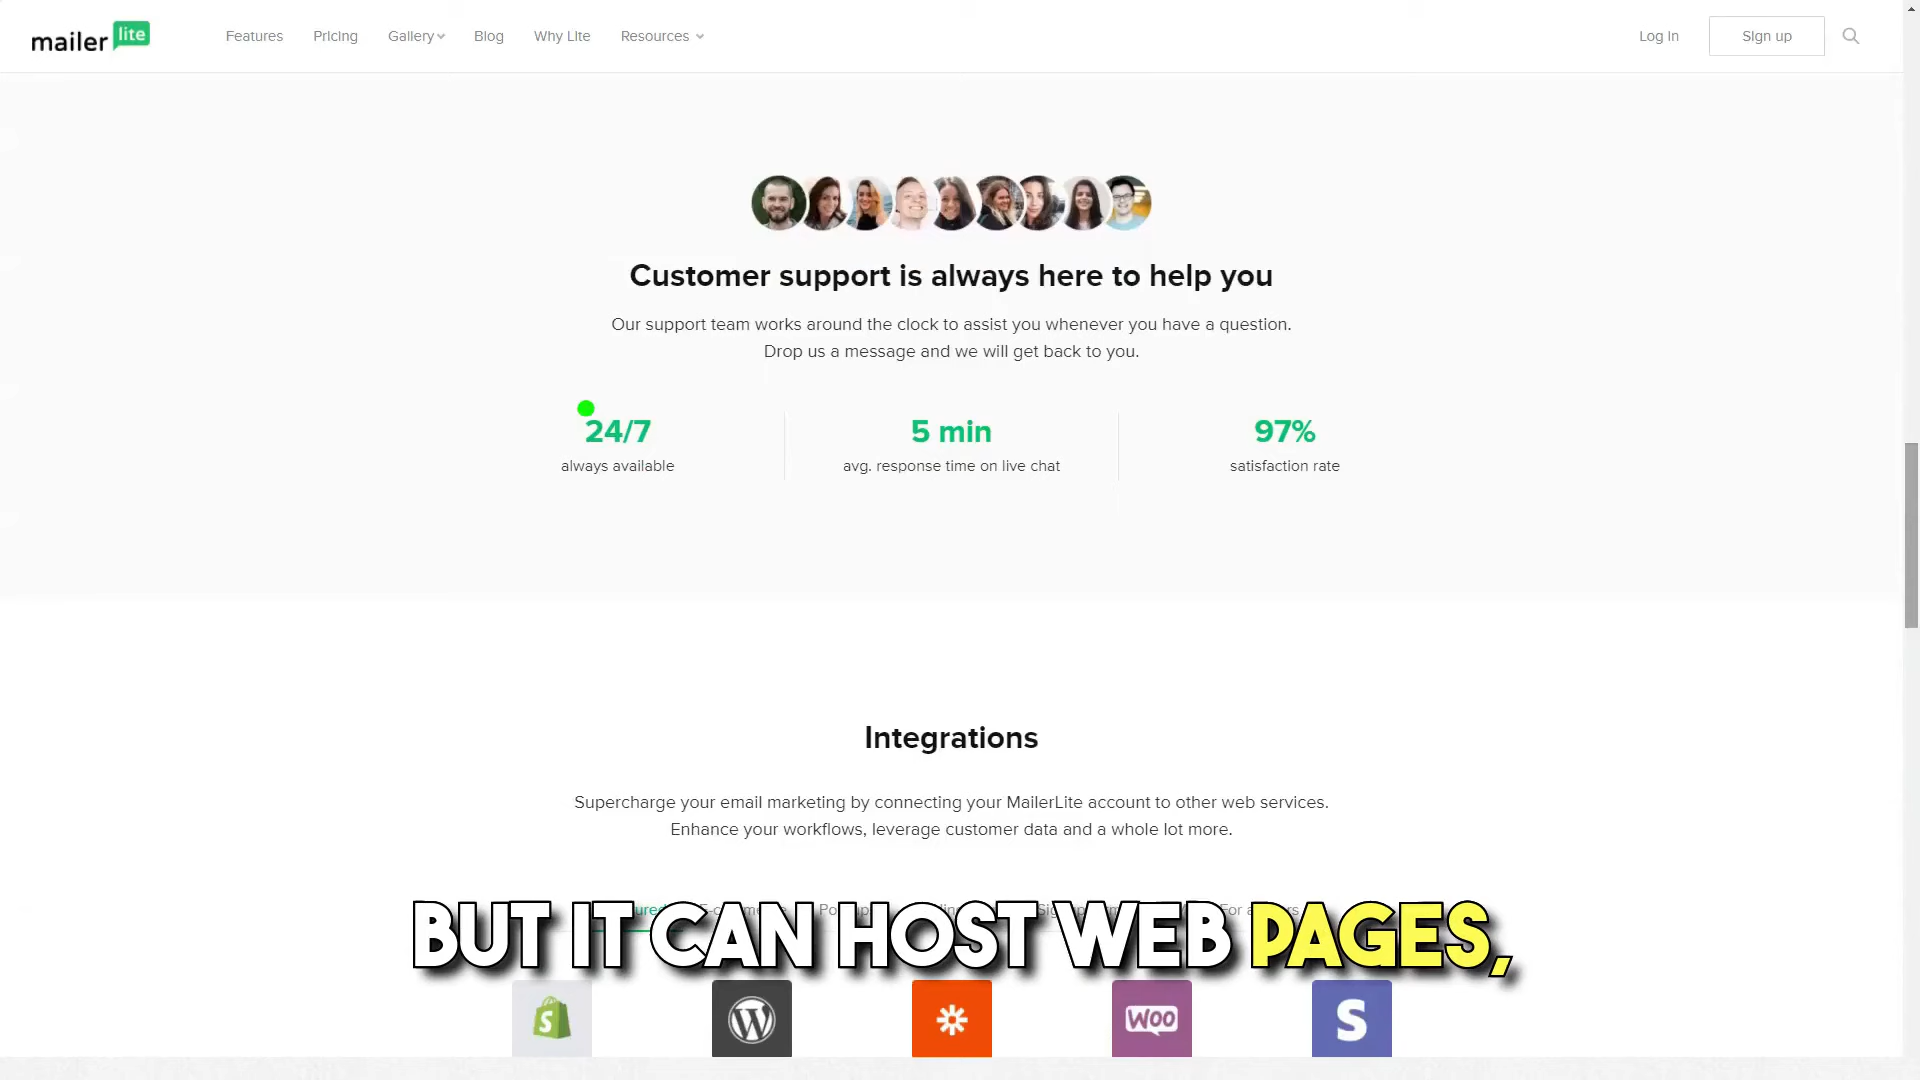 mailer lite
Features Pricing Gallery Blog Why Lite Resources Log in Sign up
Customer support is always here to help you
Our support team works around the clock to assist you whenever you have a question.
Drop us a message and we will get back to you.
24/7 5 min 97%
always available avg. response time on live chat satisfaction rate
Integrations
Supercharge your email marketing by connecting your MailerLite account to other web services.
Enhance your workflows, leverage customer data and a whole lot more.
BUT IT CAN HOST WEB PAGES,
S W WOO S